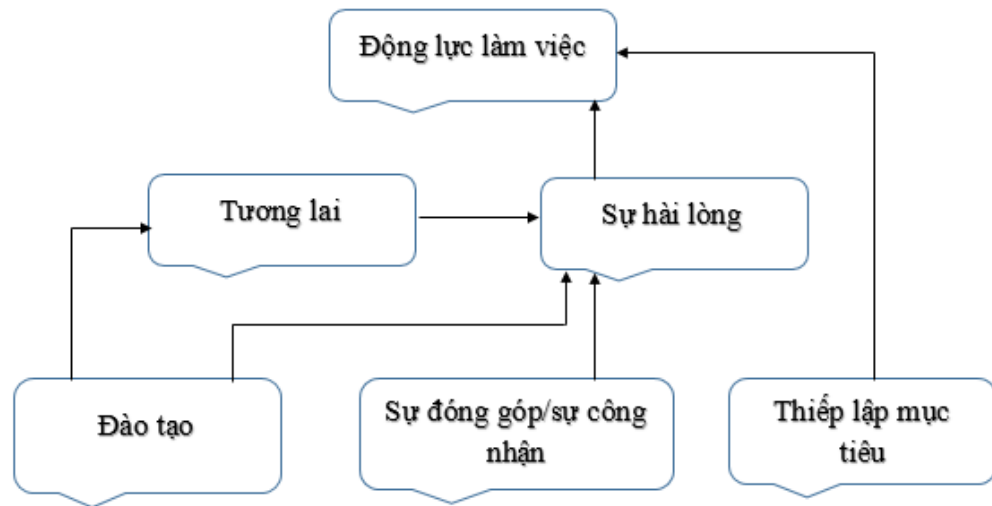 Động lực làm việc
Tương lai
Sự hài lòng
Đào tạo
Sự đóng góp/sự công
nhận
Thiếp lập mục
tiêu